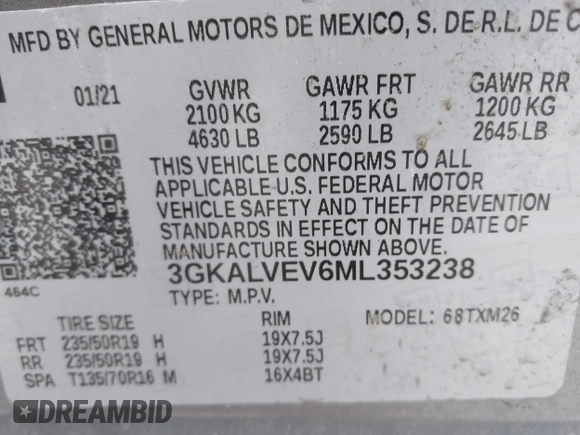 MFD BY GENERAL MOTORS DE MEXICO, S. DE R.L. DE C
01/21
GVWR GAWR FRT GAWR RR
2100 KG 1175 KG 1200 KG
4630 LB 2590 LB 2645 LB
THIS VEHICLE CONFORMS TO ALL
APPLICABLE U.S. FEDERAL MOTOR
VEHICLE SAFETY AND THEFT PREVENTION
STANDARDS IN EFFECT ON THE DATE OF
MANUFACTURE SHOWN ABOVE.
464C
3GKALVEV6ML353238
TYPE: M.P.V.
TIRE SIZE RIM MODEL: 68TXM26
FRT 235/50R19 H 19X7.5J
RR 235/50R19 H 19X7.5J
SPA T135/70R16 M 16X4BT
DREAMBID